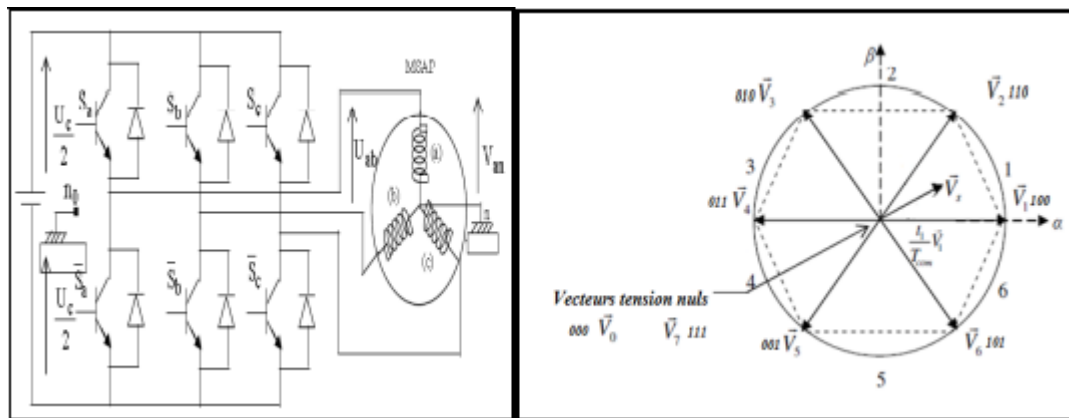 MSAP
S_a
S_b
S_c
U_c
2
n_0
U_ab
V_an
(a)
(b)
(c)
n
S̄_a
S̄_b
S̄_c
U_c
2
β
2
010 V⃗_3
V⃗_2 110
3
1
V⃗_s
011 V⃗_4
V⃗_1 100
α
V⃗_1
T_com
4
6
Vecteurs tension nuls
000 V⃗_0 V⃗_7 111
001 V⃗_5
V⃗_6 101
5